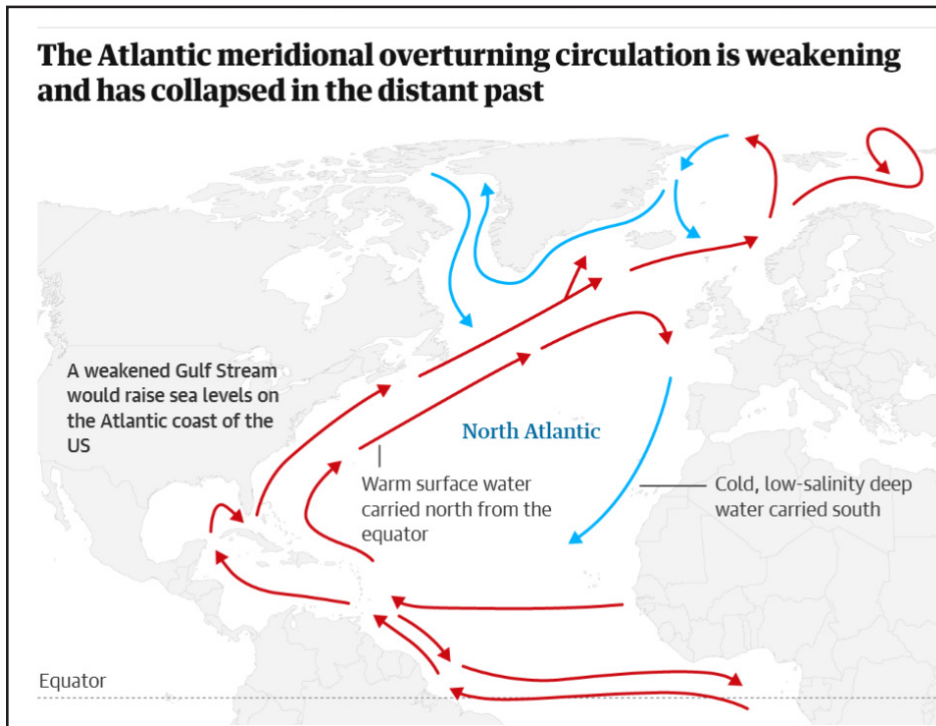 The Atlantic meridional overturning circulation is weakening
and has collapsed in the distant past
A weakened Gulf Stream
would raise sea levels on
the Atlantic coast of the
US
North Atlantic
Warm surface water
carried north from the
equator
Cold, low-salinity deep
water carried south
Equator